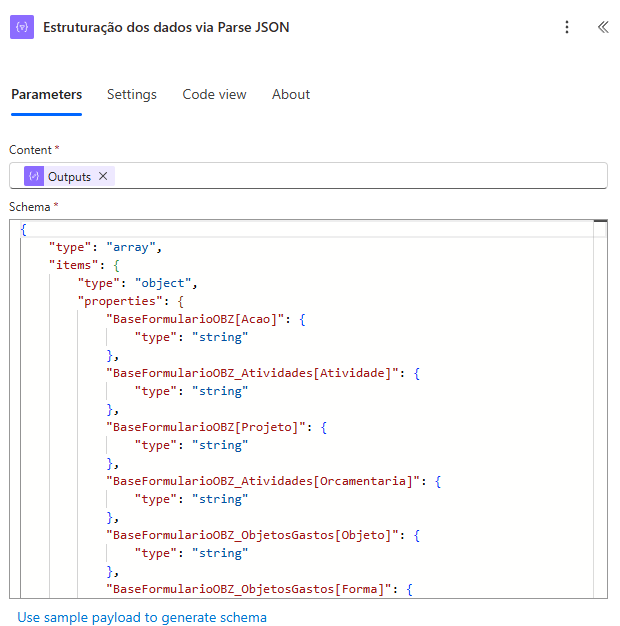 Estruturação dos dados via Parse JSON
Parameters Settings Code view About
Content *
Outputs
Schema *
{
"type": "array",
"items": {
"type": "object",
"properties": {
"BaseFormularioOBZ[Acao]": {
"type": "string"
},
"BaseFormularioOBZ_Atividades[Atividade]": {
"type": "string"
},
"BaseFormularioOBZ[Projeto]": {
"type": "string"
},
"BaseFormularioOBZ_Atividades[Orcamentaria]": {
"type": "string"
},
"BaseFormularioOBZ_ObjetosGastos[Objeto]": {
"type": "string"
},
"BaseFormularioOBZ_ObjetosGastos[Forma]": {
Use sample payload to generate schema